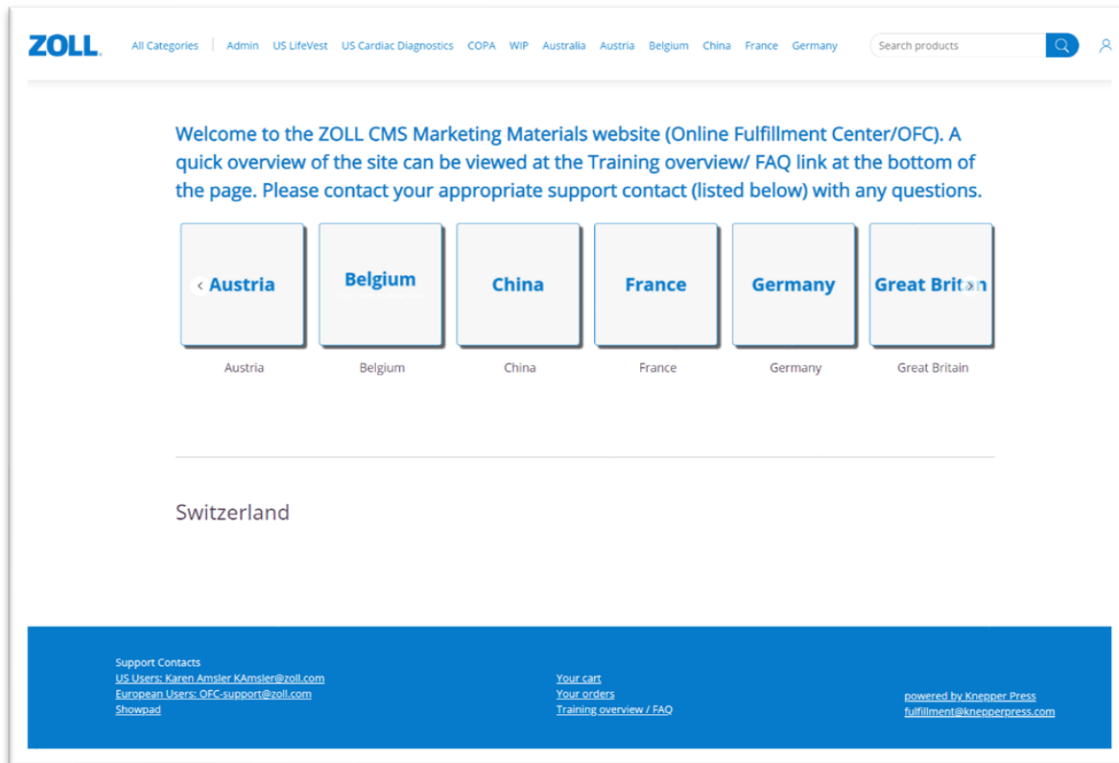 ZOLL.
All Categories | Admin US LifeVest US Cardiac Diagnostics COPA WIP Australia Austria Belgium China France Germany Search products
Welcome to the ZOLL CMS Marketing Materials website (Online Fulfillment Center/OFC). A
quick overview of the site can be viewed at the Training overview/ FAQ link at the bottom of
the page. Please contact your appropriate support contact (listed below) with any questions.
‹ Austria Belgium China France Germany Great Britan ›
Austria Belgium China France Germany Great Britain
Switzerland
Support Contacts
US Users: Karen Amsler KAmsler@zoll.com
European Users: OFC-support@zoll.com
Showpad
Your cart
Your orders
Training overview / FAQ
powered by Knepper Press
fulfillment@knepperpress.com